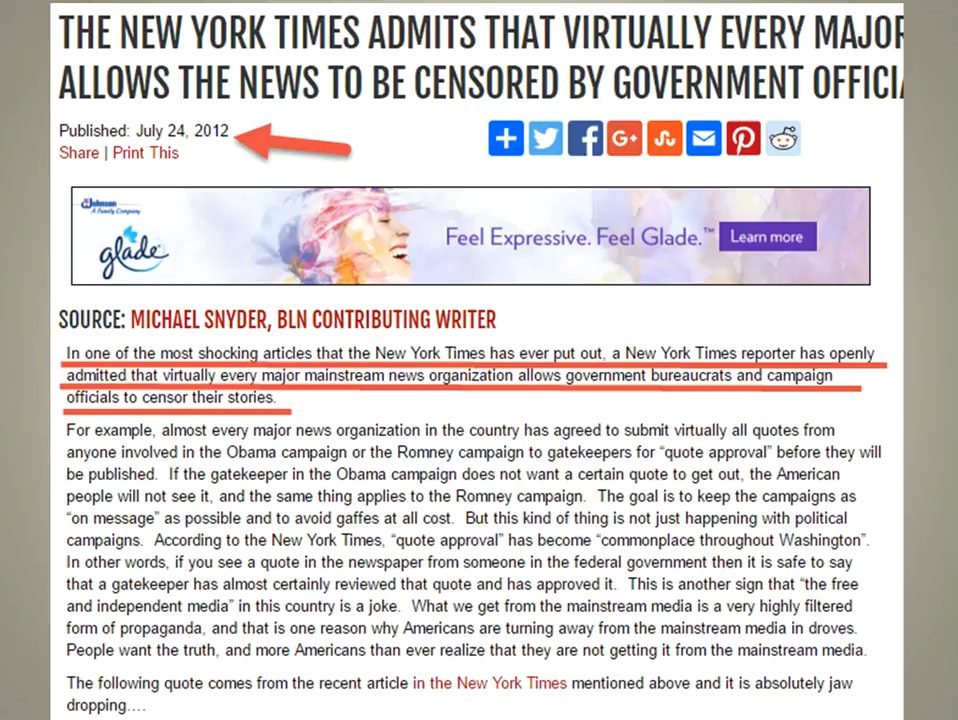 THE NEW YORK TIMES ADMITS THAT VIRTUALLY EVERY MAJOR
ALLOWS THE NEWS TO BE CENSORED BY GOVERNMENT
Published: July 24, 2012
Share | Print This
Johnson
A Family Company
glade
Feel Expressive. Feel Glade.™
Learn more
SOURCE: MICHAEL SNYDER, BLN CONTRIBUTING WRITER
In one of the most shocking articles that the New York Times has ever put out, a New York Times reporter has openly
admitted that virtually every major mainstream news organization allows government bureaucrats and campaign
officials to censor their stories.
For example, almost every major news organization in the country has agreed to submit virtually all quotes from
anyone involved in the Obama campaign or the Romney campaign to gatekeepers for “quote approval” before they will
be published.  If the gatekeeper in the Obama campaign does not want a certain quote to get out, the American
people will not see it, and the same thing applies to the Romney campaign.  The goal is to keep the campaigns as
“on message” as possible and to avoid gaffes at all cost.  But this kind of thing is not just happening with political
campaigns.  According to the New York Times, “quote approval” has become “commonplace throughout Washington”.
In other words, if you see a quote in the newspaper from someone in the federal government then it is safe to say
that a gatekeeper has almost certainly reviewed that quote and has approved it.  This is another sign that “the free
and independent media” in this country is a joke.  What we get from the mainstream media is a very highly filtered
form of propaganda, and that is one reason why Americans are turning away from the mainstream media in droves.
People want the truth, and more Americans than ever realize that they are not getting it from the mainstream media.
The following quote comes from the recent article in the New York Times mentioned above and it is absolutely jaw
dropping….